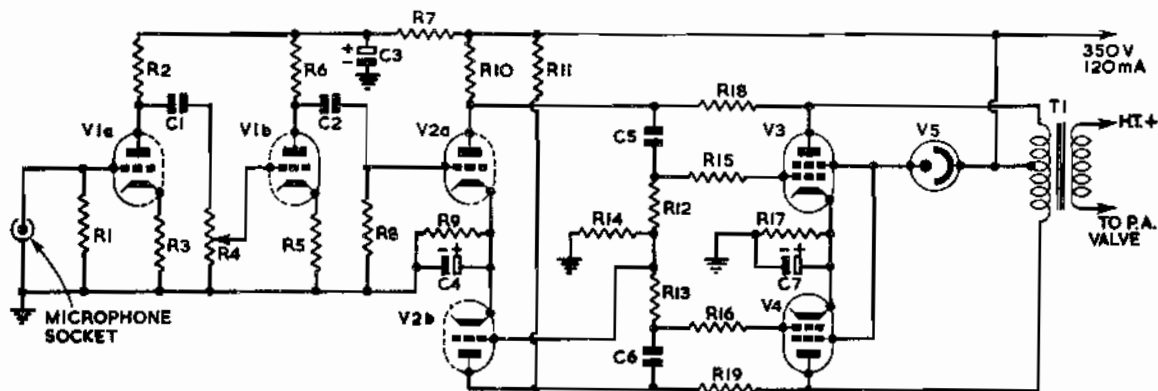 R7
R2
R6
+
-
C3
R10
R11
350V
120mA
R18
T1
V1a
C1
V1b
C2
V2a
C5
V3
V5
H.T.+
R15
R1
R3
R4
R5
R8
R9
- +
C4
R14
R12
R17
- +
C7
TO P.A.
VALVE
R13
V4
MICROPHONE
SOCKET
V2b
R16
C6
R19